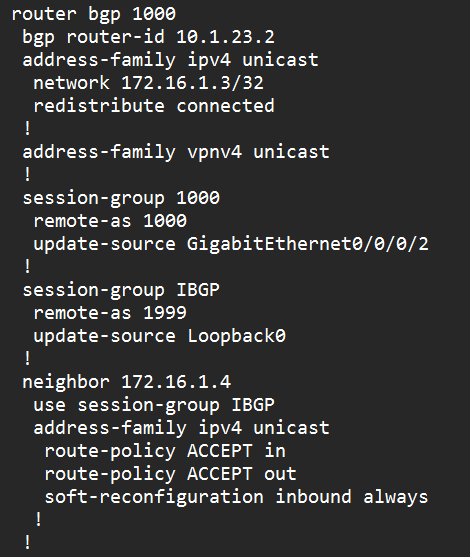 router bgp 1000
 bgp router-id 10.1.23.2
 address-family ipv4 unicast
  network 172.16.1.3/32
  redistribute connected
 !
 address-family vpnv4 unicast
 !
 session-group 1000
  remote-as 1000
  update-source GigabitEthernet0/0/0/2
 !
 session-group IBGP
  remote-as 1999
  update-source Loopback0
 !
 neighbor 172.16.1.4
  use session-group IBGP
  address-family ipv4 unicast
   route-policy ACCEPT in
   route-policy ACCEPT out
   soft-reconfiguration inbound always
  !
 !